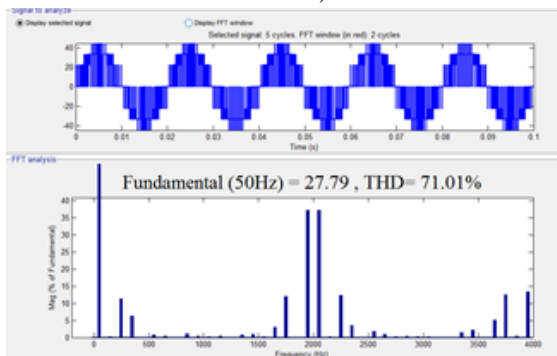 Signal to analyze
Display selected signal Display FFT window
Selected signal: 5 cycles. FFT window (in red): 2 cycles
40
20
0
-20
-40
0 0.01 0.02 0.03 0.04 0.05 0.06 0.07 0.08 0.09 0.1
Time (s)
FFT analysis
Fundamental (50Hz) = 27.79 , THD= 71.01%
40
35
30
25
20
15
10
5
0
Mag (% of Fundamental)
0 500 1000 1500 2000 2500 3000 3500 4000
Frequency (Hz)